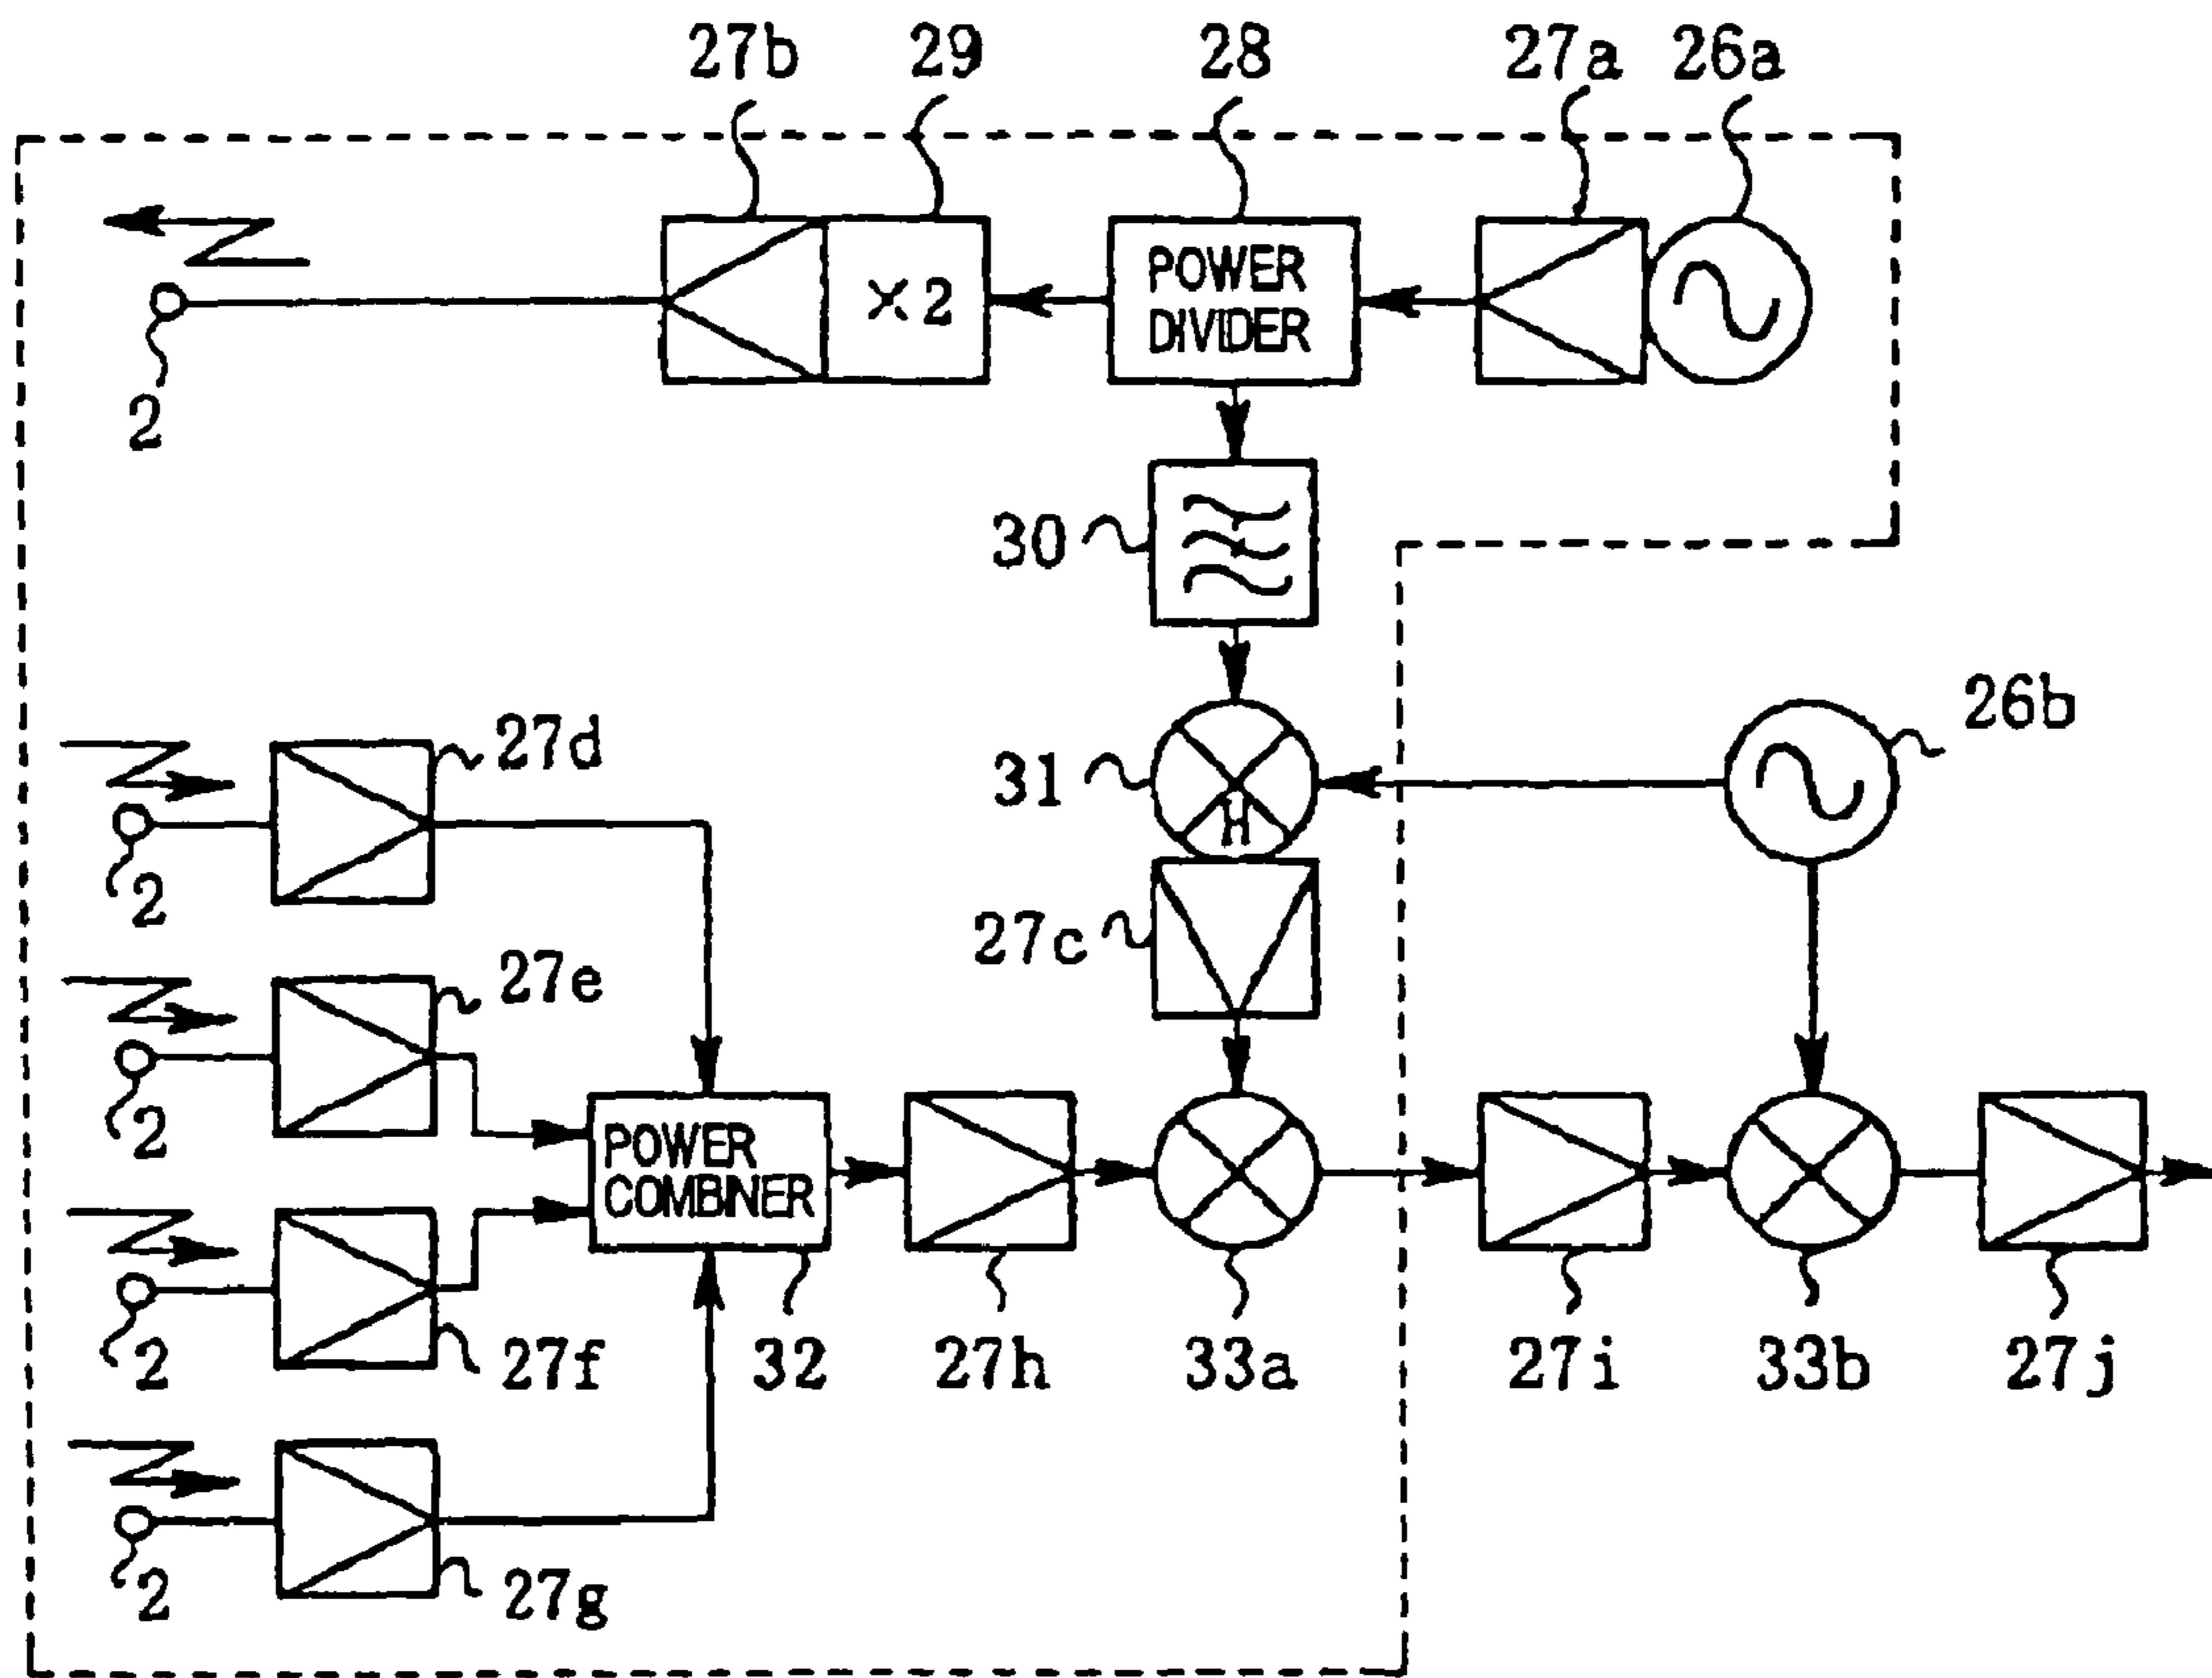 27b 29 28 27a 26a
POWER
DIVIDER
×2
2
30
26b
27d
31
H
2
27c
27e
2
POWER
COMBINER
2 27f 32 27h 33a 27i 33b 27j
2 27g